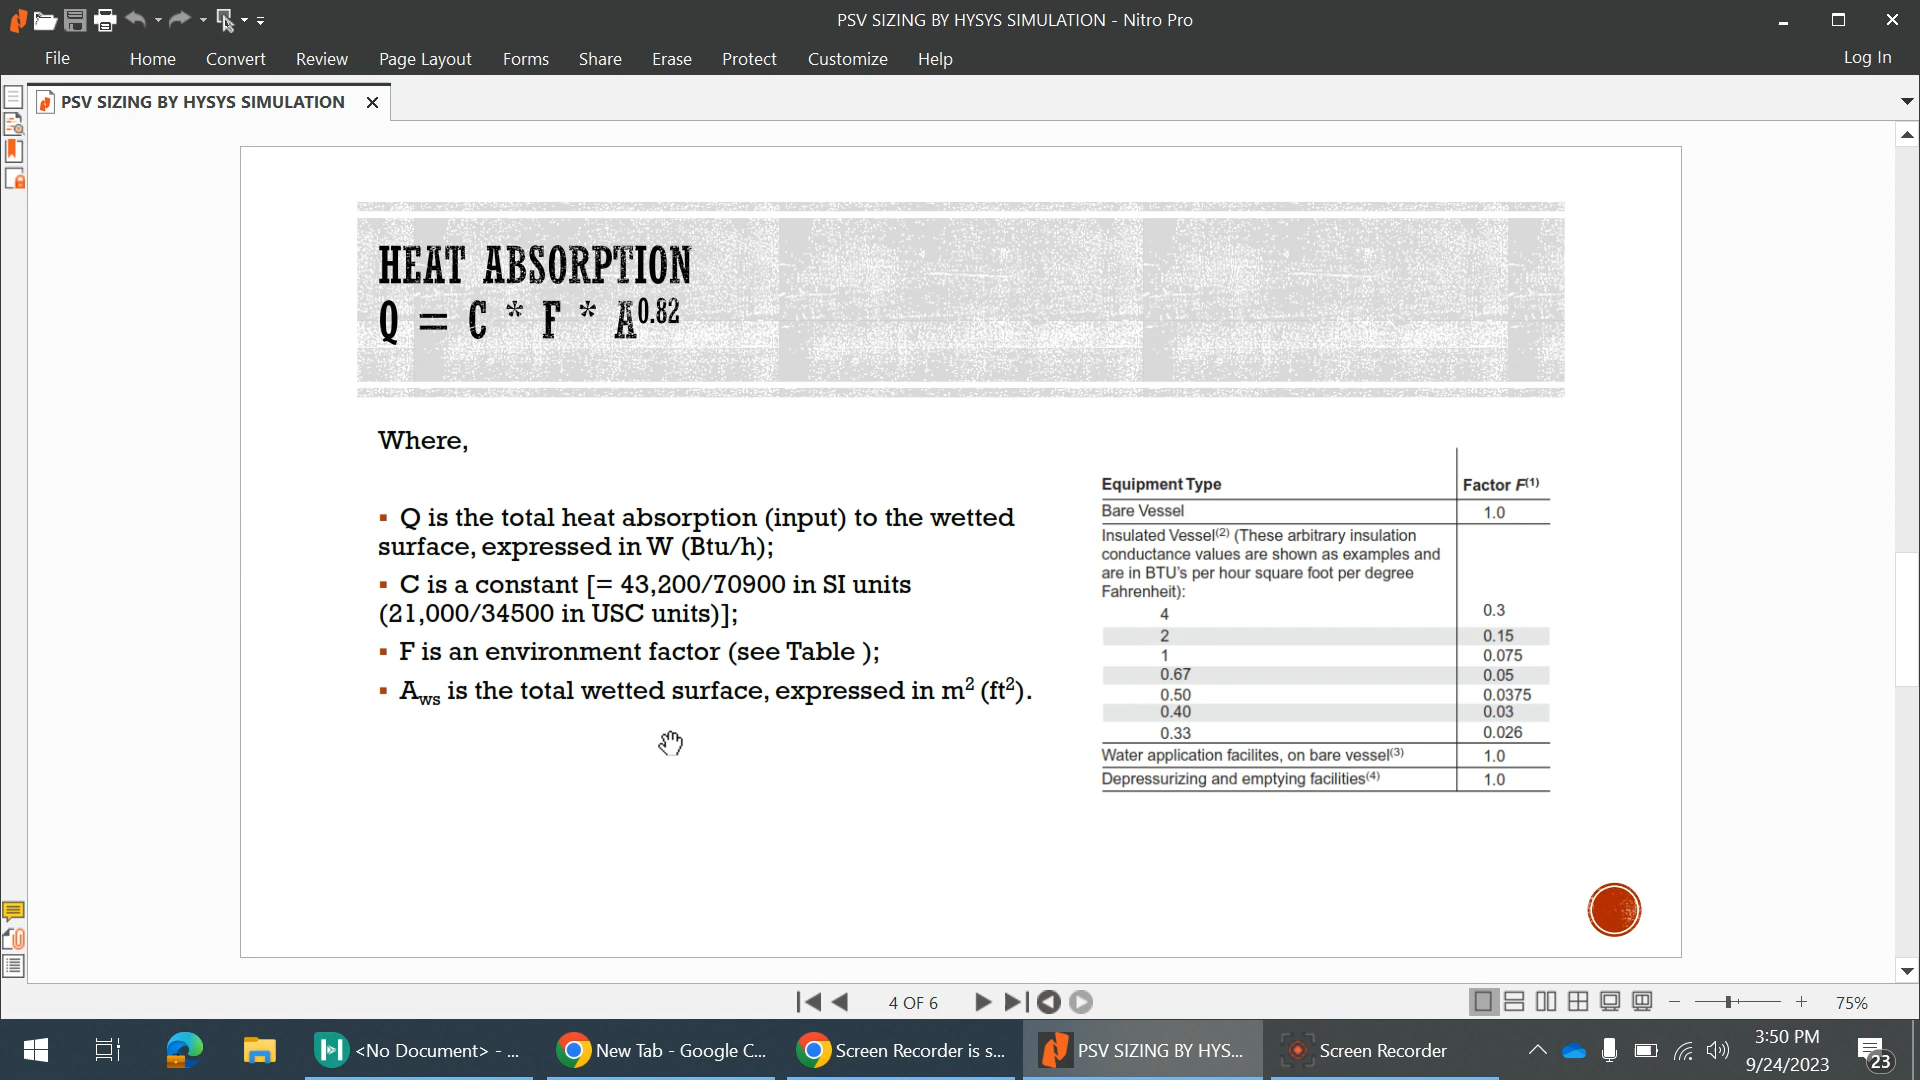 PSV SIZING BY HYSYS SIMULATION - Nitro Pro
File Home Convert Review Page Layout Forms Share Erase Protect Customize Help Log In
PSV SIZING BY HYSYS SIMULATION
HEAT ABSORPTION
Q = C * F * A^0.82
Where,
▪ Q is the total heat absorption (input) to the wetted
surface, expressed in W (Btu/h);
▪ C is a constant [= 43,200/70900 in SI units
(21,000/34500 in USC units)];
▪ F is an environment factor (see Table );
▪ A_ws is the total wetted surface, expressed in m² (ft²).
Equipment Type Factor F(1)
Bare Vessel 1.0
Insulated Vessel(2) (These arbitrary insulation
conductance values are shown as examples and
are in BTU's per hour square foot per degree
Fahrenheit):
4 0.3
2 0.15
1 0.075
0.67 0.05
0.50 0.0375
0.40 0.03
0.33 0.026
Water application facilites, on bare vessel(3) 1.0
Depressurizing and emptying facilities(4) 1.0
4 OF 6
75%
<No Document> - ...
New Tab - Google C...
Screen Recorder is s...
PSV SIZING BY HYS...
Screen Recorder
3:50 PM
9/24/2023
23